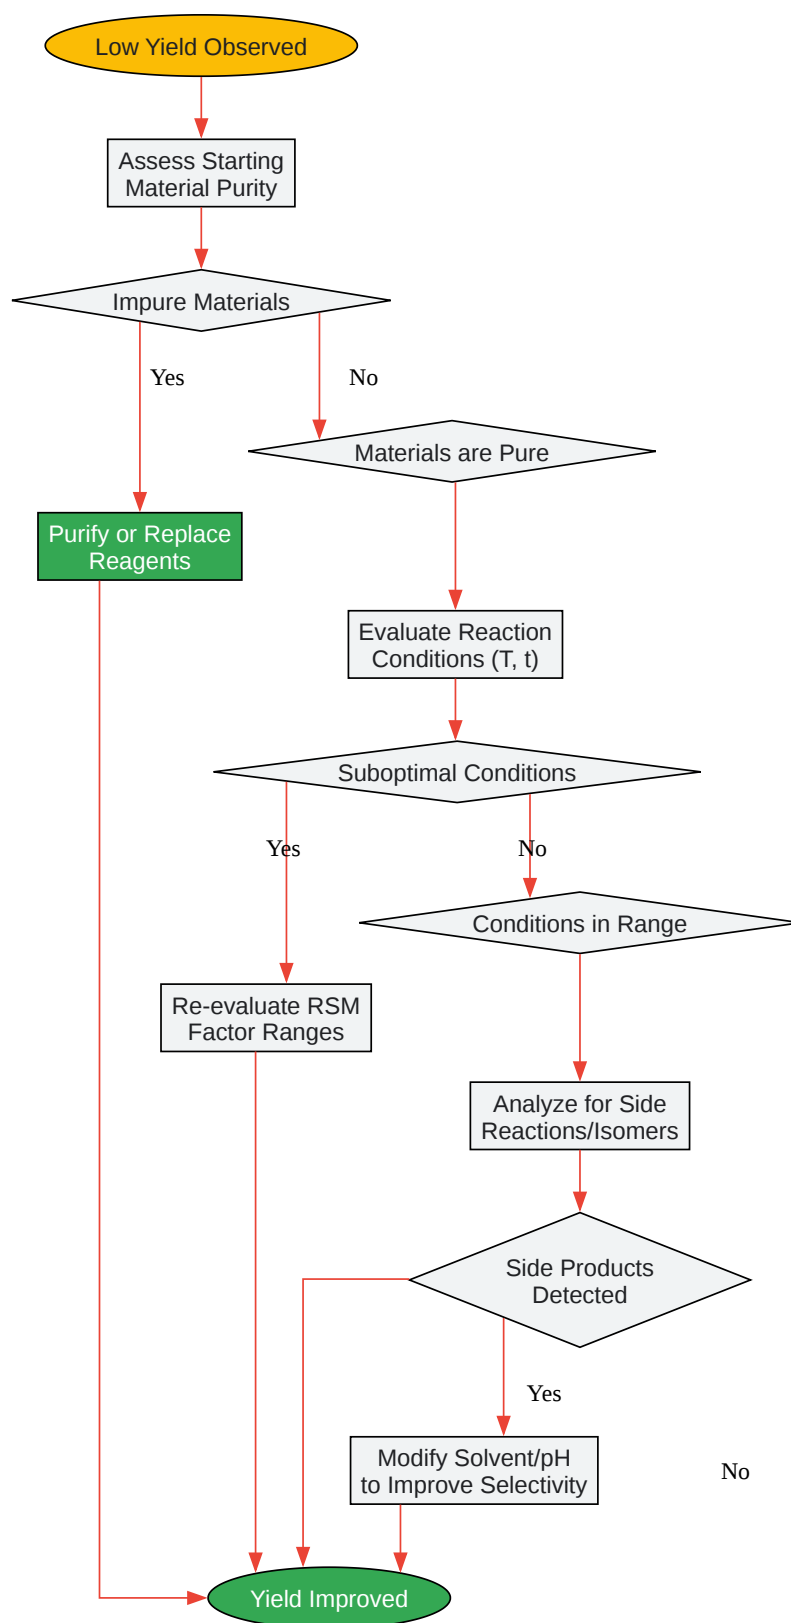 Low Yield Observed
Assess Starting
Material Purity
Impure Materials
Yes
No
Materials are Pure
Purify or Replace
Reagents
Evaluate Reaction
Conditions (T, t)
Suboptimal Conditions
Yes
No
Conditions in Range
Re-evaluate RSM
Factor Ranges
Analyze for Side
Reactions/Isomers
Side Products
Detected
Yes
Modify Solvent/pH
to Improve Selectivity
No
Yield Improved